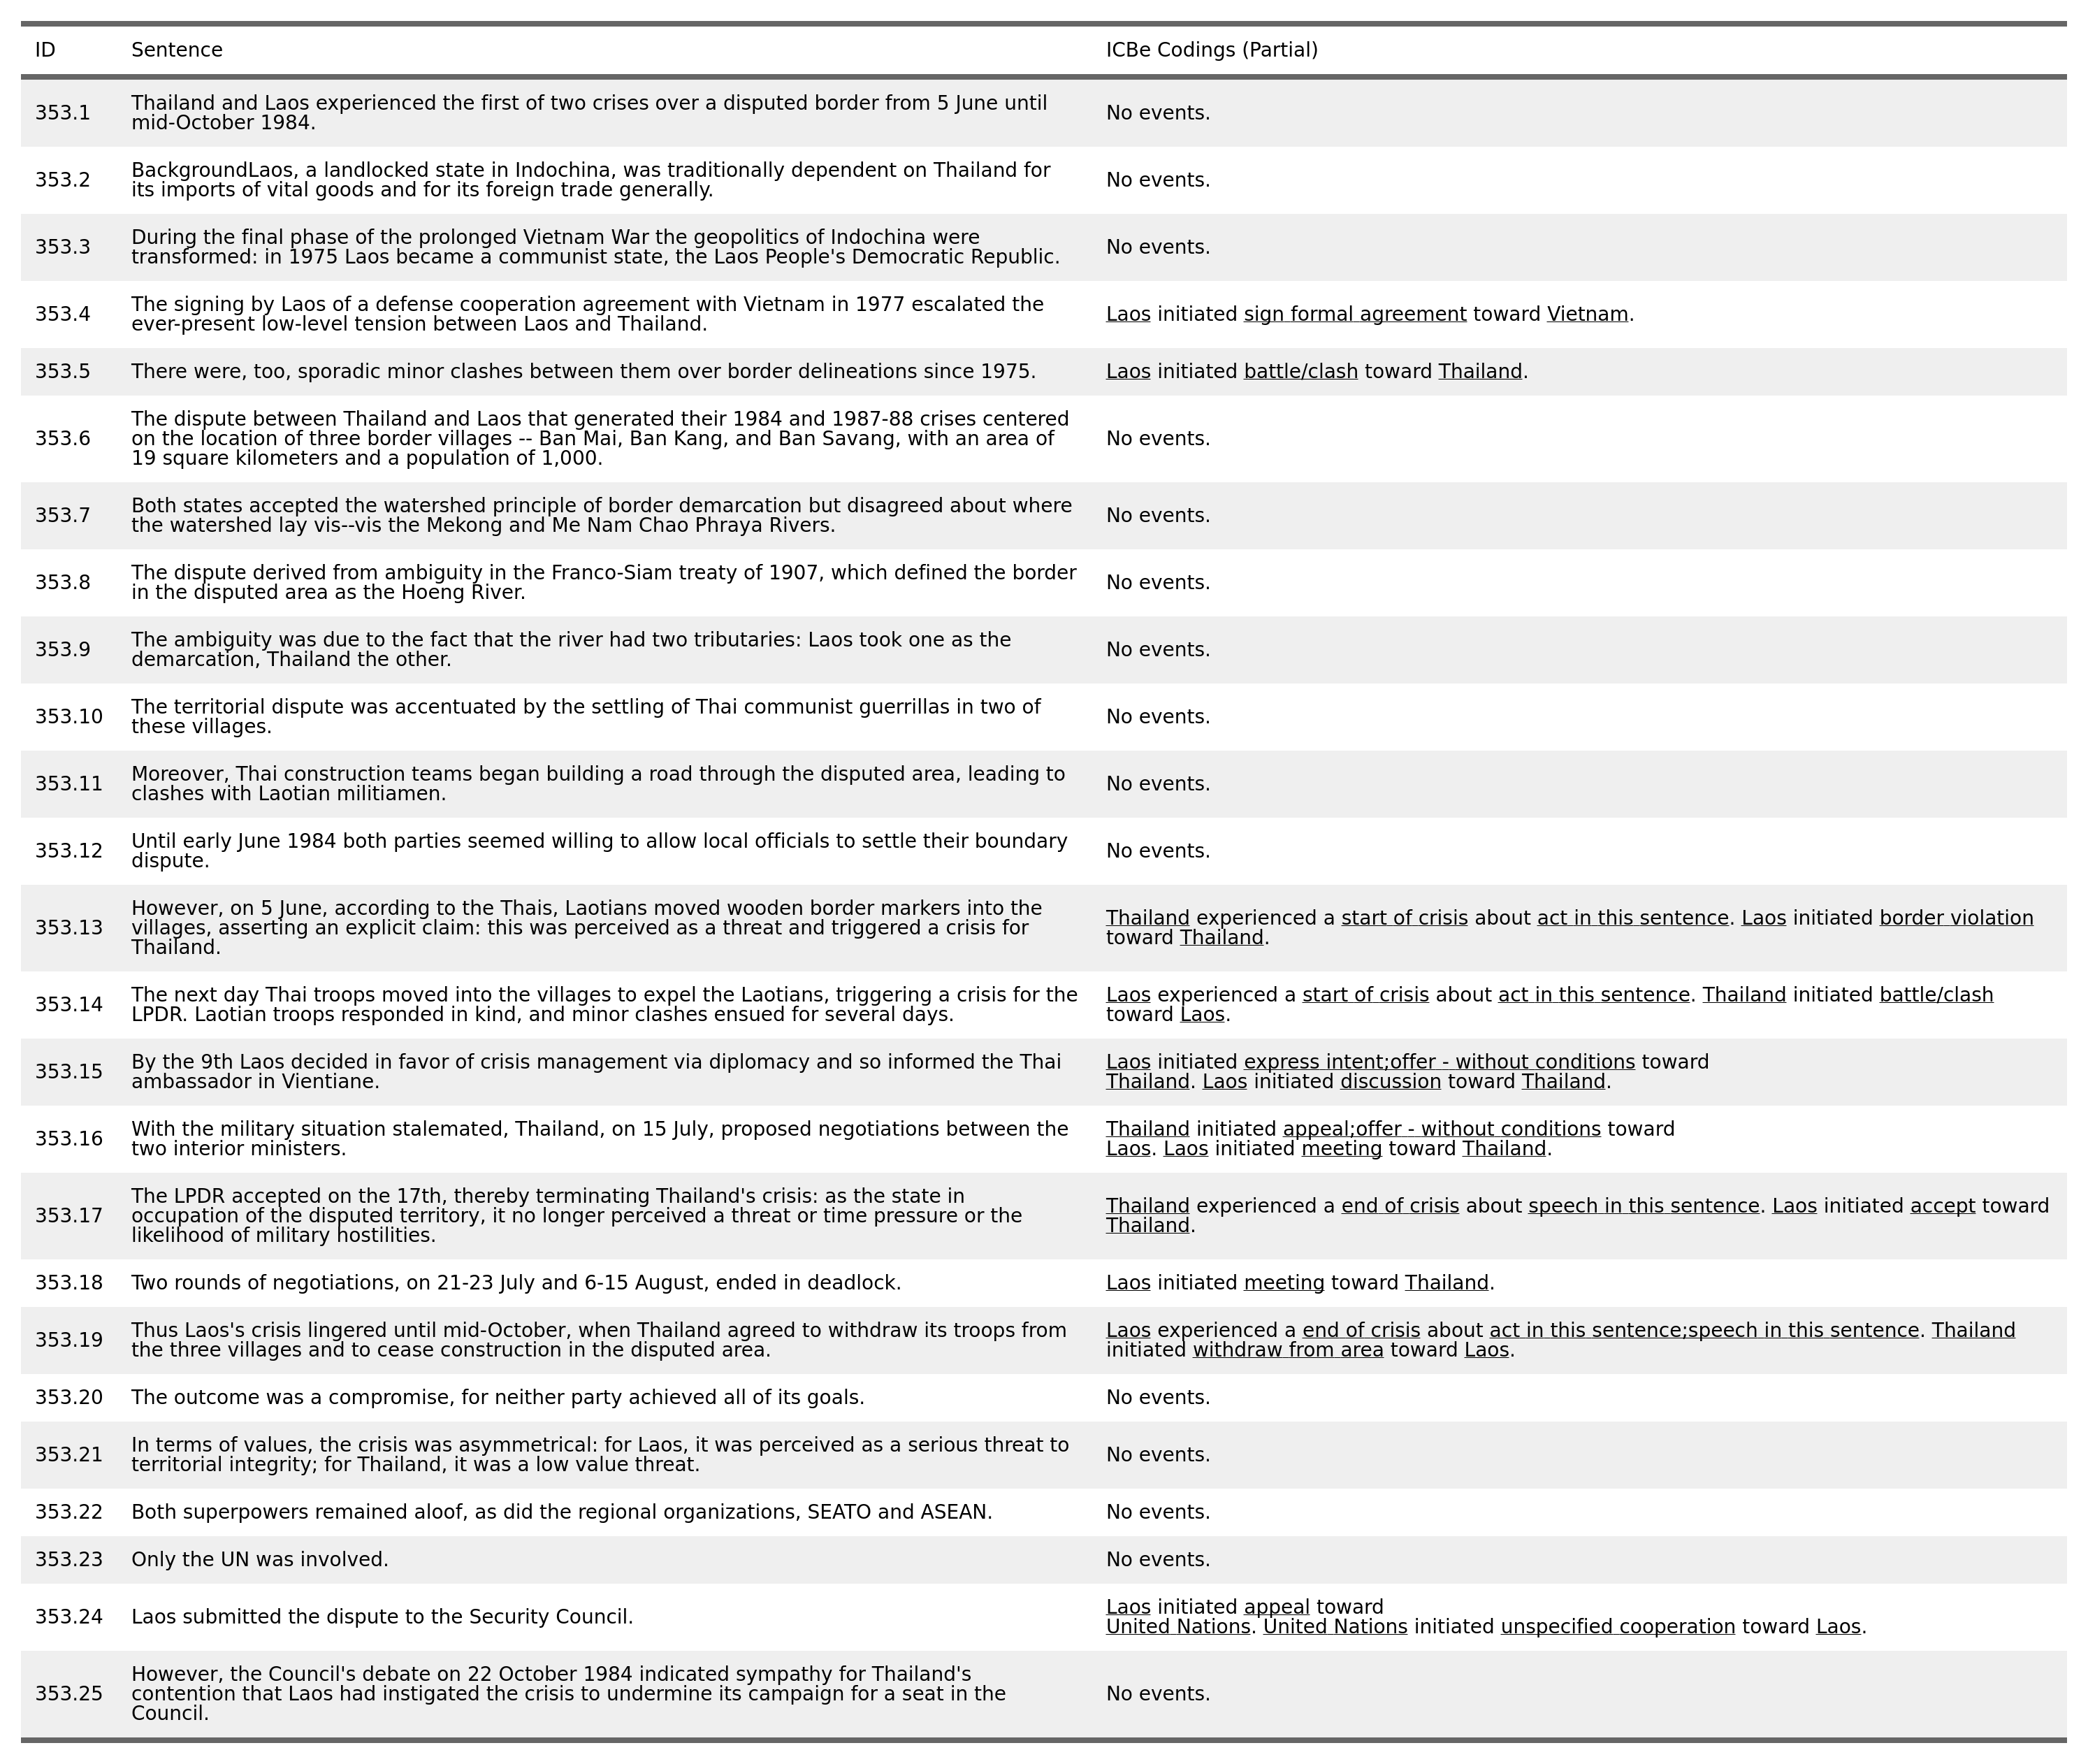 ID Sentence ICBe Codings (Partial)
353.1 Thailand and Laos experienced the first of two crises over a disputed border from 5 June until
mid-October 1984.
No events.
353.2 BackgroundLaos, a landlocked state in Indochina, was traditionally dependent on Thailand for
its imports of vital goods and for its foreign trade generally.
No events.
353.3 During the final phase of the prolonged Vietnam War the geopolitics of Indochina were
transformed: in 1975 Laos became a communist state, the Laos People's Democratic Republic.
No events.
353.4 The signing by Laos of a defense cooperation agreement with Vietnam in 1977 escalated the
ever-present low-level tension between Laos and Thailand.
Laos initiated sign formal agreement toward Vietnam.
353.5 There were, too, sporadic minor clashes between them over border delineations since 1975.
Laos initiated battle/clash toward Thailand.
353.6 The dispute between Thailand and Laos that generated their 1984 and 1987-88 crises centered
on the location of three border villages -- Ban Mai, Ban Kang, and Ban Savang, with an area of
19 square kilometers and a population of 1,000.
No events.
353.7 Both states accepted the watershed principle of border demarcation but disagreed about where
the watershed lay vis--vis the Mekong and Me Nam Chao Phraya Rivers.
No events.
353.8 The dispute derived from ambiguity in the Franco-Siam treaty of 1907, which defined the border
in the disputed area as the Hoeng River.
No events.
353.9 The ambiguity was due to the fact that the river had two tributaries: Laos took one as the
demarcation, Thailand the other.
No events.
353.10 The territorial dispute was accentuated by the settling of Thai communist guerrillas in two of
these villages.
No events.
353.11 Moreover, Thai construction teams began building a road through the disputed area, leading to
clashes with Laotian militiamen.
No events.
353.12 Until early June 1984 both parties seemed willing to allow local officials to settle their boundary
dispute.
No events.
353.13 However, on 5 June, according to the Thais, Laotians moved wooden border markers into the
villages, asserting an explicit claim: this was perceived as a threat and triggered a crisis for
Thailand.
Thailand experienced a start of crisis about act in this sentence. Laos initiated border violation
toward Thailand.
353.14 The next day Thai troops moved into the villages to expel the Laotians, triggering a crisis for the
LPDR. Laotian troops responded in kind, and minor clashes ensued for several days.
Laos experienced a start of crisis about act in this sentence. Thailand initiated battle/clash
toward Laos.
353.15 By the 9th Laos decided in favor of crisis management via diplomacy and so informed the Thai
ambassador in Vientiane.
Laos initiated express intent;offer - without conditions toward
Thailand. Laos initiated discussion toward Thailand.
353.16 With the military situation stalemated, Thailand, on 15 July, proposed negotiations between the
two interior ministers.
Thailand initiated appeal;offer - without conditions toward
Laos. Laos initiated meeting toward Thailand.
353.17 The LPDR accepted on the 17th, thereby terminating Thailand's crisis: as the state in
occupation of the disputed territory, it no longer perceived a threat or time pressure or the
likelihood of military hostilities.
Thailand experienced a end of crisis about speech in this sentence. Laos initiated accept toward
Thailand.
353.18 Two rounds of negotiations, on 21-23 July and 6-15 August, ended in deadlock.
Laos initiated meeting toward Thailand.
353.19 Thus Laos's crisis lingered until mid-October, when Thailand agreed to withdraw its troops from
the three villages and to cease construction in the disputed area.
Laos experienced a end of crisis about act in this sentence;speech in this sentence. Thailand
initiated withdraw from area toward Laos.
353.20 The outcome was a compromise, for neither party achieved all of its goals.
No events.
353.21 In terms of values, the crisis was asymmetrical: for Laos, it was perceived as a serious threat to
territorial integrity; for Thailand, it was a low value threat.
No events.
353.22 Both superpowers remained aloof, as did the regional organizations, SEATO and ASEAN.
No events.
353.23 Only the UN was involved.
No events.
353.24 Laos submitted the dispute to the Security Council.
Laos initiated appeal toward
United Nations. United Nations initiated unspecified cooperation toward Laos.
353.25 However, the Council's debate on 22 October 1984 indicated sympathy for Thailand's
contention that Laos had instigated the crisis to undermine its campaign for a seat in the
Council.
No events.